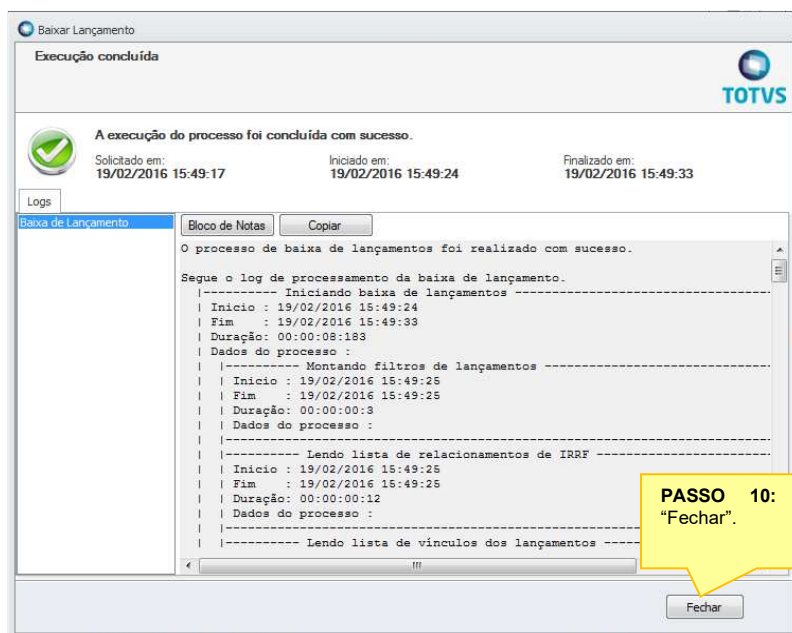 Baixar Lançamento
Execução concluída
TOTVS
A execução do processo foi concluída com sucesso.
Solicitado em: Iniciado em: Finalizado em:
19/02/2016 15:49:17 19/02/2016 15:49:24 19/02/2016 15:49:33
Logs
Baixa de Lançamento
Bloco de Notas Copiar
O processo de baixa de lançamentos foi realizado com sucesso.
Segue o log de processamento da baixa de lançamento.
|---------- Iniciando baixa de lançamentos ----------------------------------
| Inicio : 19/02/2016 15:49:24
| Fim    : 19/02/2016 15:49:33
| Duração: 00:00:08:183
| Dados do processo :
| |---------- Montando filtros de lançamentos ------------------------------
| | Inicio : 19/02/2016 15:49:25
| | Fim    : 19/02/2016 15:49:25
| | Duração: 00:00:00:3
| | Dados do processo :
| |------------------------------------------------------------------------
| |---------- Lendo lista de relacionamentos de IRRF -----------------------
| | Inicio : 19/02/2016 15:49:25
| | Fim    : 19/02/2016 15:49:25
| | Duração: 00:00:00:12
| | Dados do processo :
| |------------------------------------------------------
| |---------- Lendo lista de vínculos dos lançamentos -----
PASSO 10:
“Fechar”.
Fechar